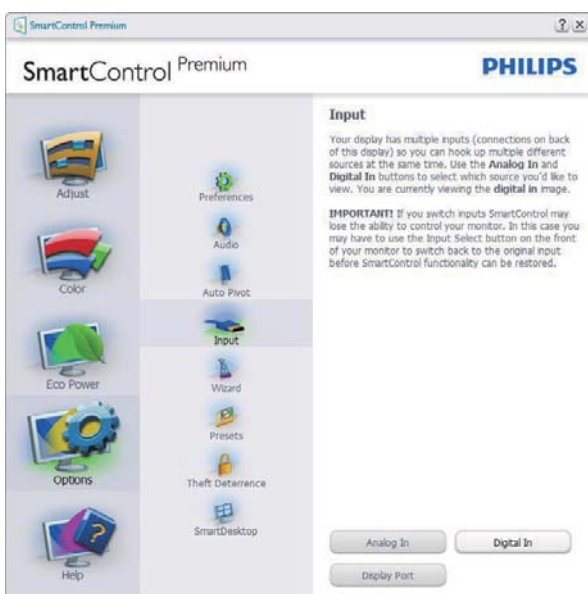 SmartControl Premium
SmartControl Premium
PHILIPS
Adjust
Color
Eco Power
Options
Help
Preferences
Audio
Auto Pivot
Input
Wizard
Presets
Theft Deterrence
SmartDesktop
Input
Your display has multiple inputs (connections on back
of this display) so you can hook up multiple different
sources at the same time. Use the Analog In and
Digital In buttons to select which source you'd like to
view. You are currently viewing the digital in image.
IMPORTANT! If you switch inputs SmartControl may
lose the ability to control your monitor. In this case you
may have to use the Input Select button on the front
of your monitor to switch back to the original input
before SmartControl functionality can be restored.
Analog In
Digital In
Display Port